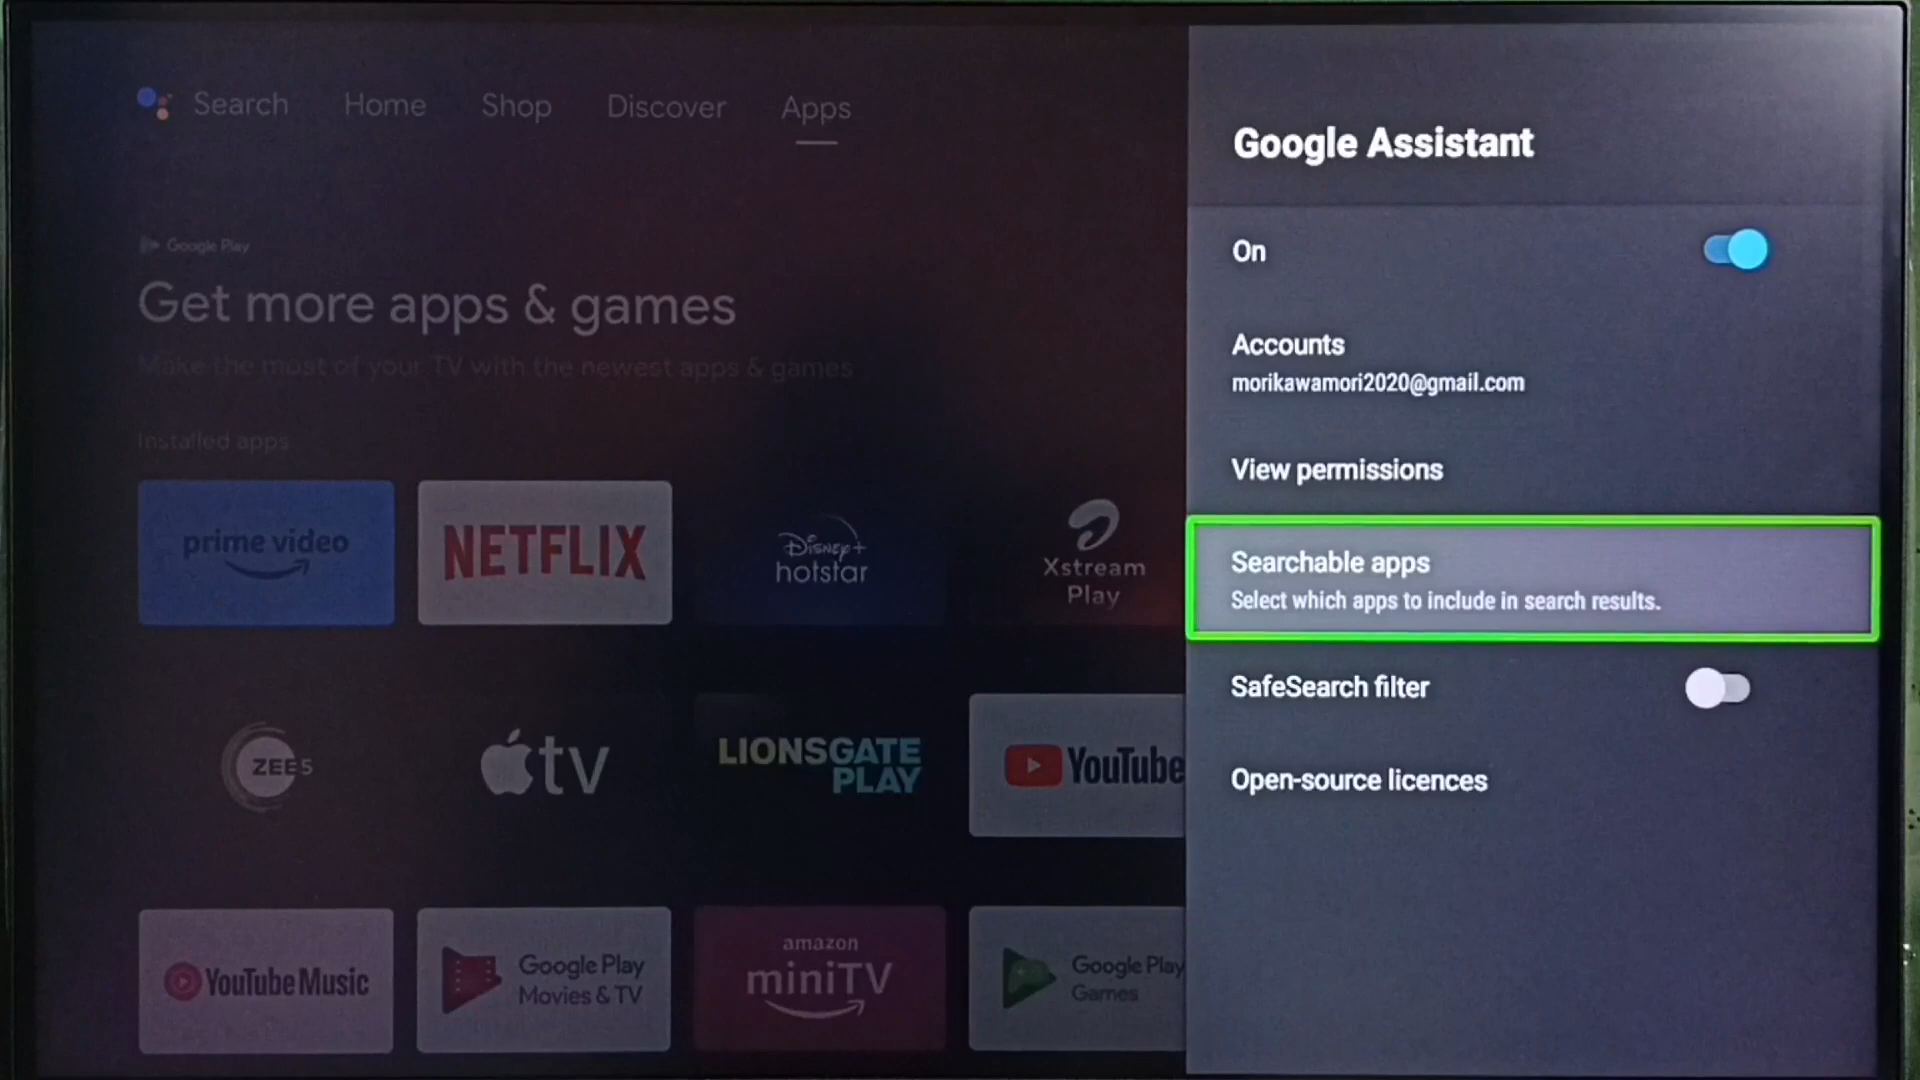 Search Home Shop Discover Apps
Google Play
Get more apps & games
Make the most of your TV with the newest apps & games
Installed apps
prime video
NETFLIX
Disney+
hotstar
Xstream
Play
ZEE5
tv
LIONSGATE
PLAY
YouTube
YouTube Music
Google Play
Movies & TV
amazon
miniTV
Google Play
Games
Google Assistant
On
Accounts
morikawamori2020@gmail.com
View permissions
Searchable apps
Select which apps to include in search results.
SafeSearch filter
Open-source licences